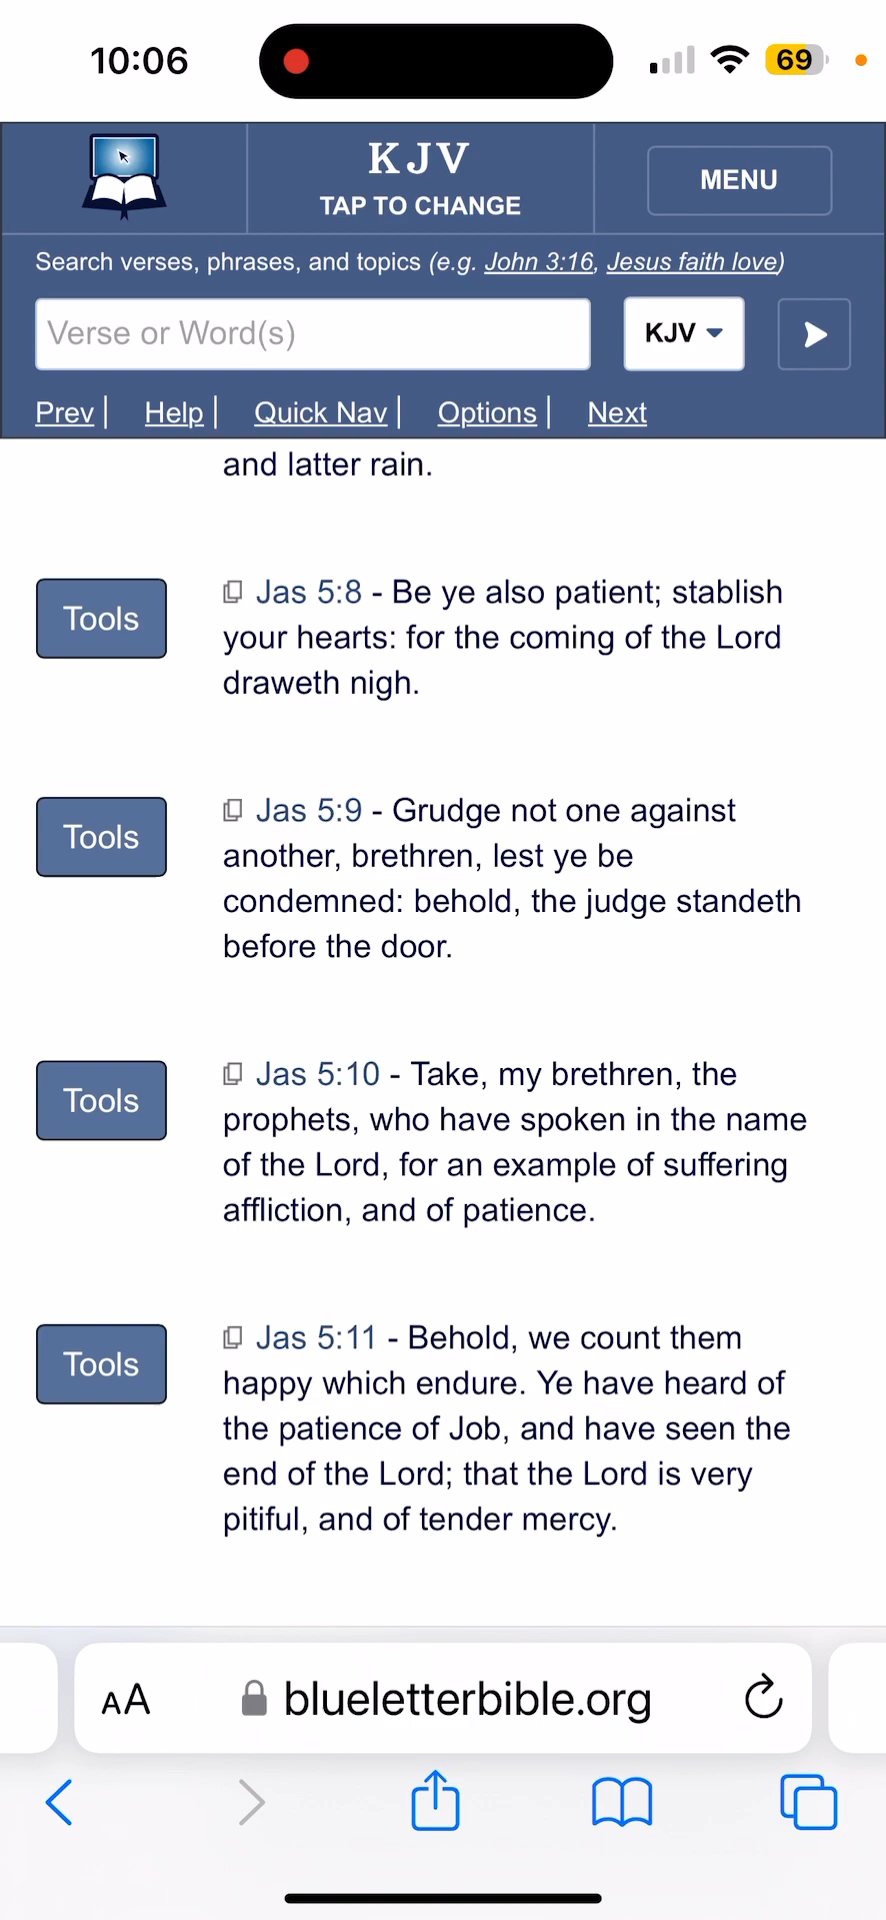 10:06
69
KJV
TAP TO CHANGE
MENU
Search verses, phrases, and topics (e.g. John 3:16, Jesus faith love)
Verse or Word(s)
KJV
Prev | Help | Quick Nav | Options | Next
and latter rain.
Tools
Jas 5:8 - Be ye also patient; stablish
your hearts: for the coming of the Lord
draweth nigh.
Tools
Jas 5:9 - Grudge not one against
another, brethren, lest ye be
condemned: behold, the judge standeth
before the door.
Tools
Jas 5:10 - Take, my brethren, the
prophets, who have spoken in the name
of the Lord, for an example of suffering
affliction, and of patience.
Tools
Jas 5:11 - Behold, we count them
happy which endure. Ye have heard of
the patience of Job, and have seen the
end of the Lord; that the Lord is very
pitiful, and of tender mercy.
AA
blueletterbible.org